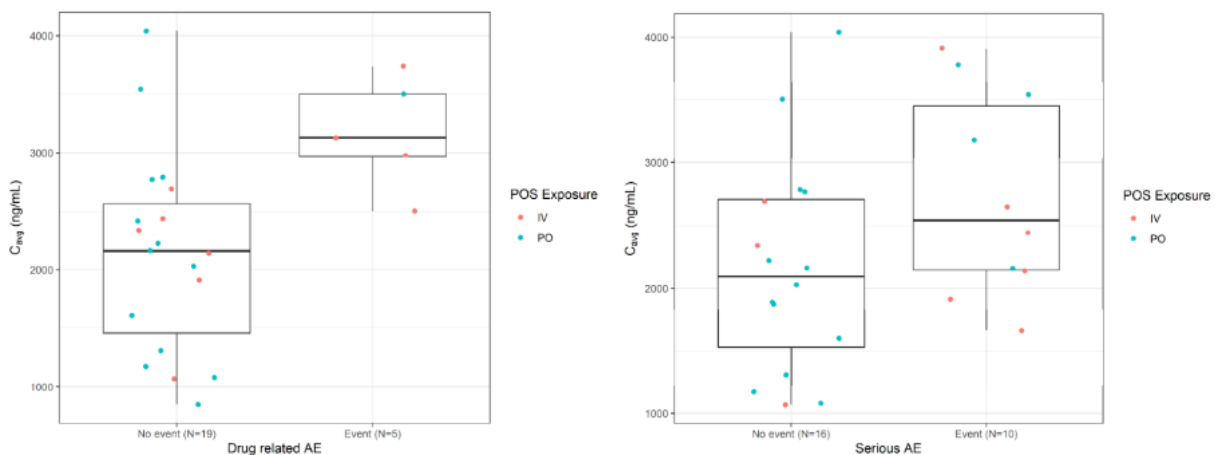 4000
3000
2000
1000
Cavg (ng/mL)
No event (N=19)
Event (N=5)
Drug related AE
POS Exposure
IV
PO
4000
3000
2000
1000
Cavg (ng/mL)
No event (N=16)
Event (N=10)
Serious AE
POS Exposure
IV
PO